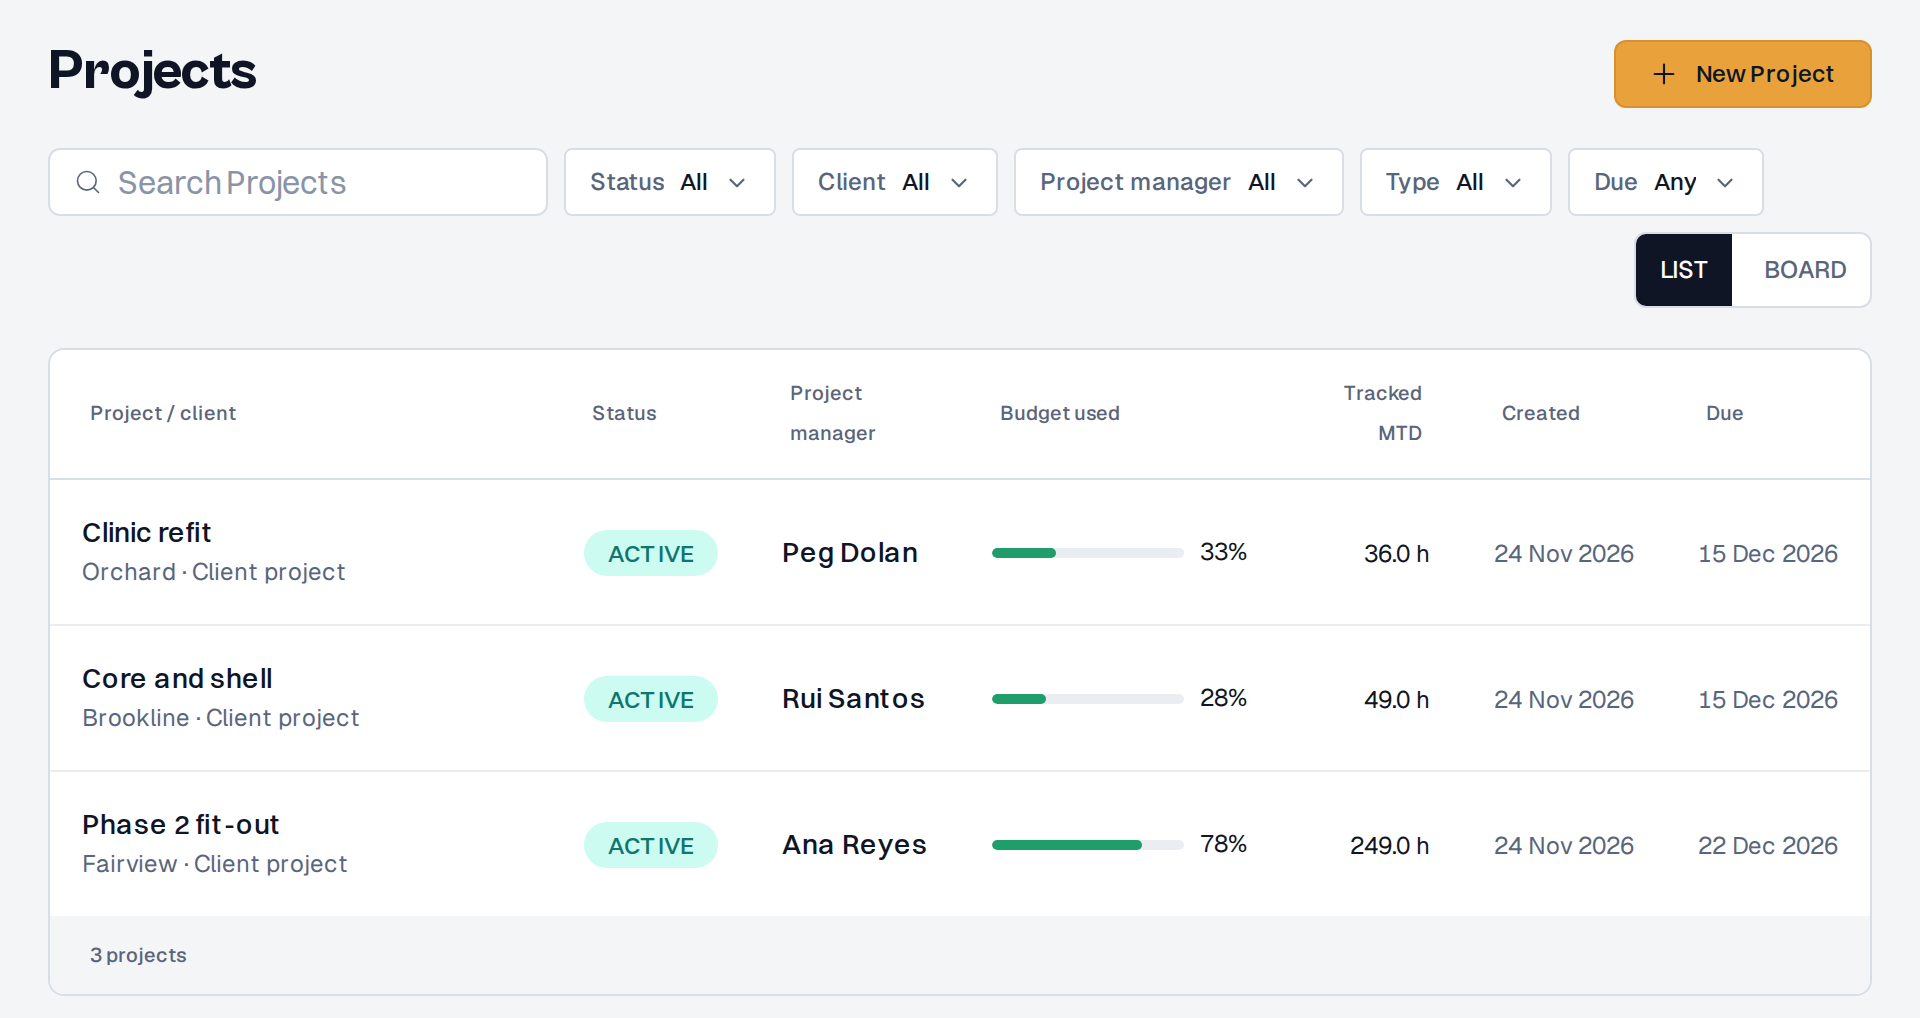 Projects
New Project
Search Projects
Status All
Client All
Project manager All
Type All
Due Any
LIST
BOARD
Project / client
Status
Project
manager
Budget used
Tracked
MTD
Created
Due
Clinic refit
Orchard · Client project
ACTIVE
Peg Dolan
33%
36.0 h
24 Nov 2026
15 Dec 2026
Core and shell
Brookline · Client project
ACTIVE
Rui Santos
28%
49.0 h
24 Nov 2026
15 Dec 2026
Phase 2 fit-out
Fairview · Client project
ACTIVE
Ana Reyes
78%
249.0 h
24 Nov 2026
22 Dec 2026
3 projects